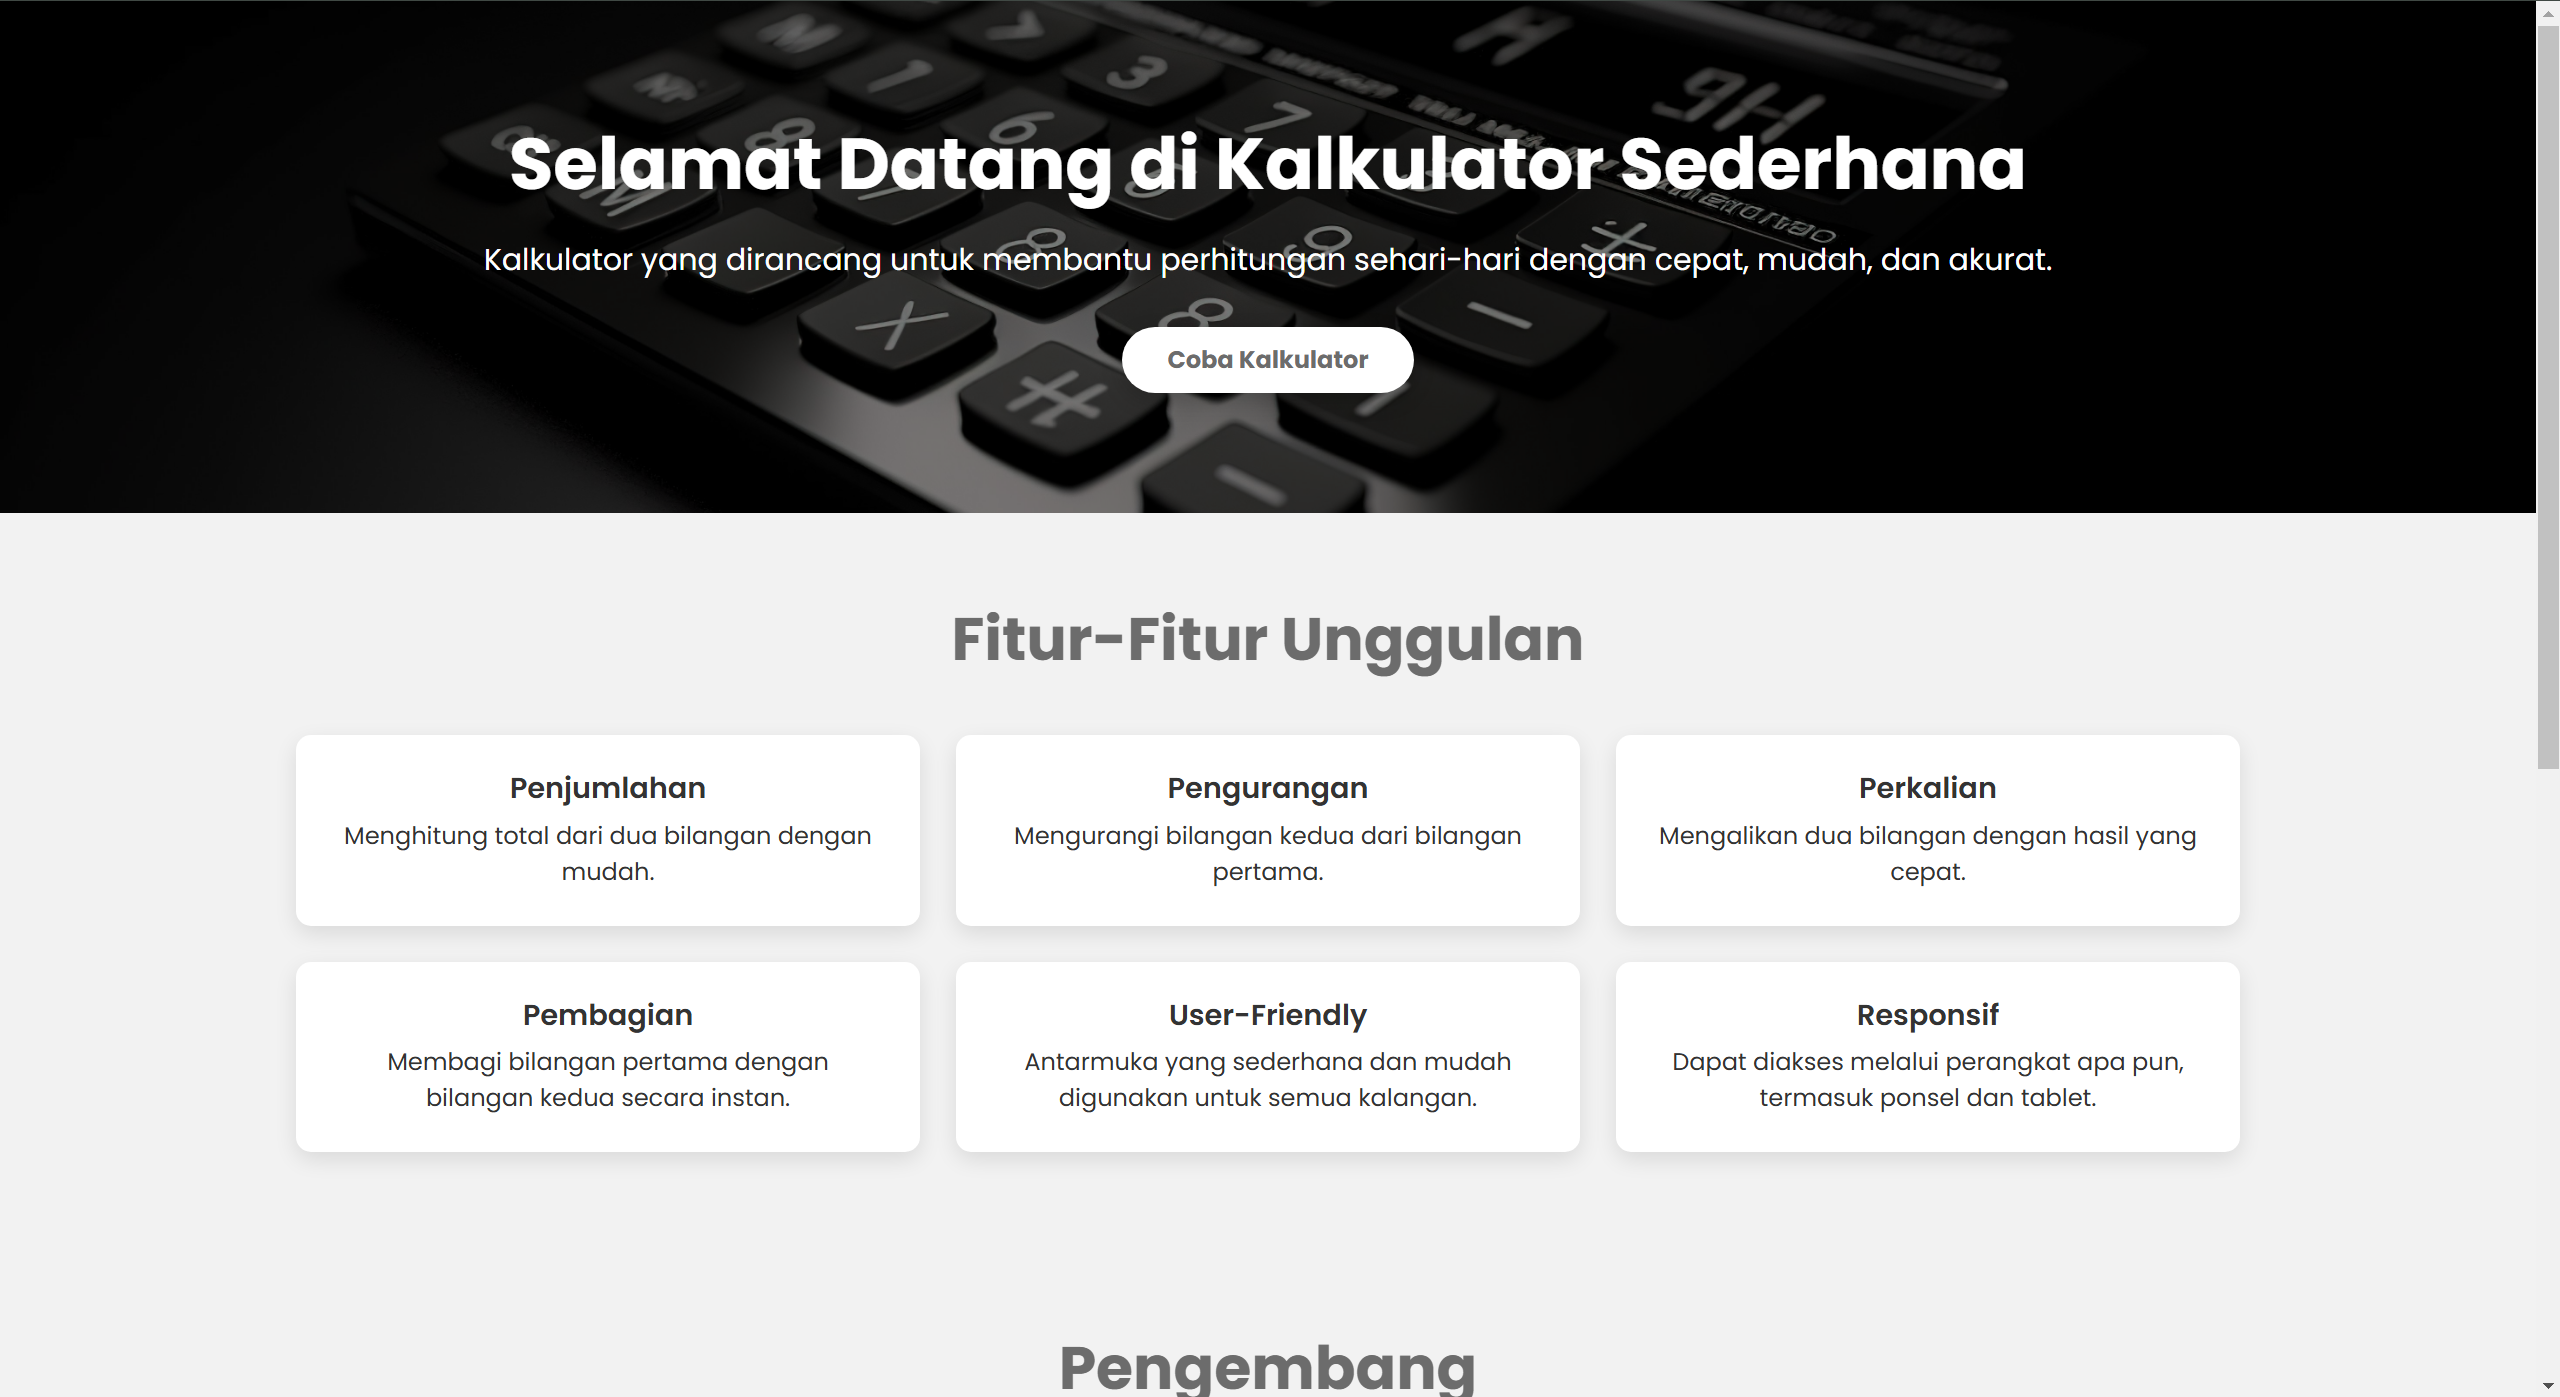 Selamat Datang di Kalkulator Sederhana
Kalkulator yang dirancang untuk membantu perhitungan sehari-hari dengan cepat, mudah, dan akurat.
Coba Kalkulator
Fitur-Fitur Unggulan
Penjumlahan
Menghitung total dari dua bilangan dengan
mudah.
Pengurangan
Mengurangi bilangan kedua dari bilangan
pertama.
Perkalian
Mengalikan dua bilangan dengan hasil yang
cepat.
Pembagian
Membagi bilangan pertama dengan
bilangan kedua secara instan.
User-Friendly
Antarmuka yang sederhana dan mudah
digunakan untuk semua kalangan.
Responsif
Dapat diakses melalui perangkat apa pun,
termasuk ponsel dan tablet.
Pengembang